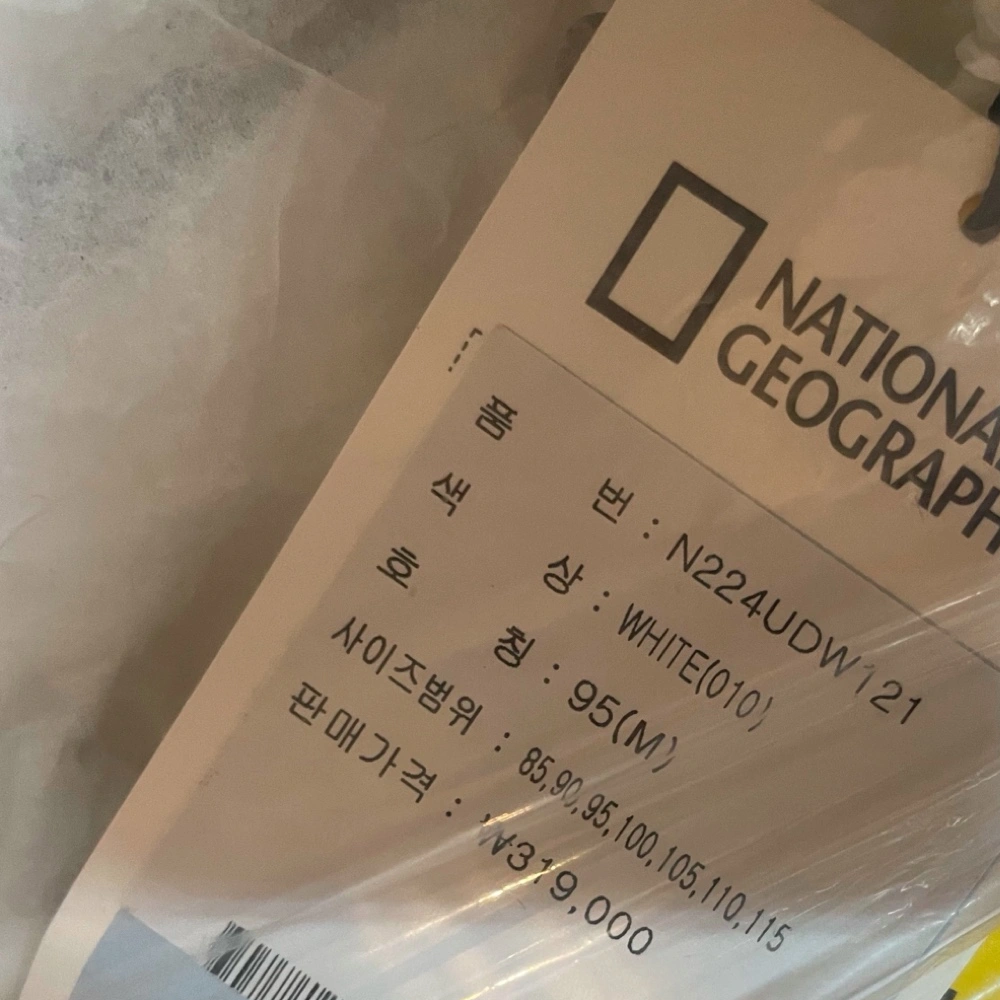 NATIONAL
GEOGRAPH
품 번 : N224UDW121
색 상 : WHITE(010)
호 칭 : 95(M)
사이즈범위 : 85,90,95,100,105,110,115
판매가격 : ₩319,000